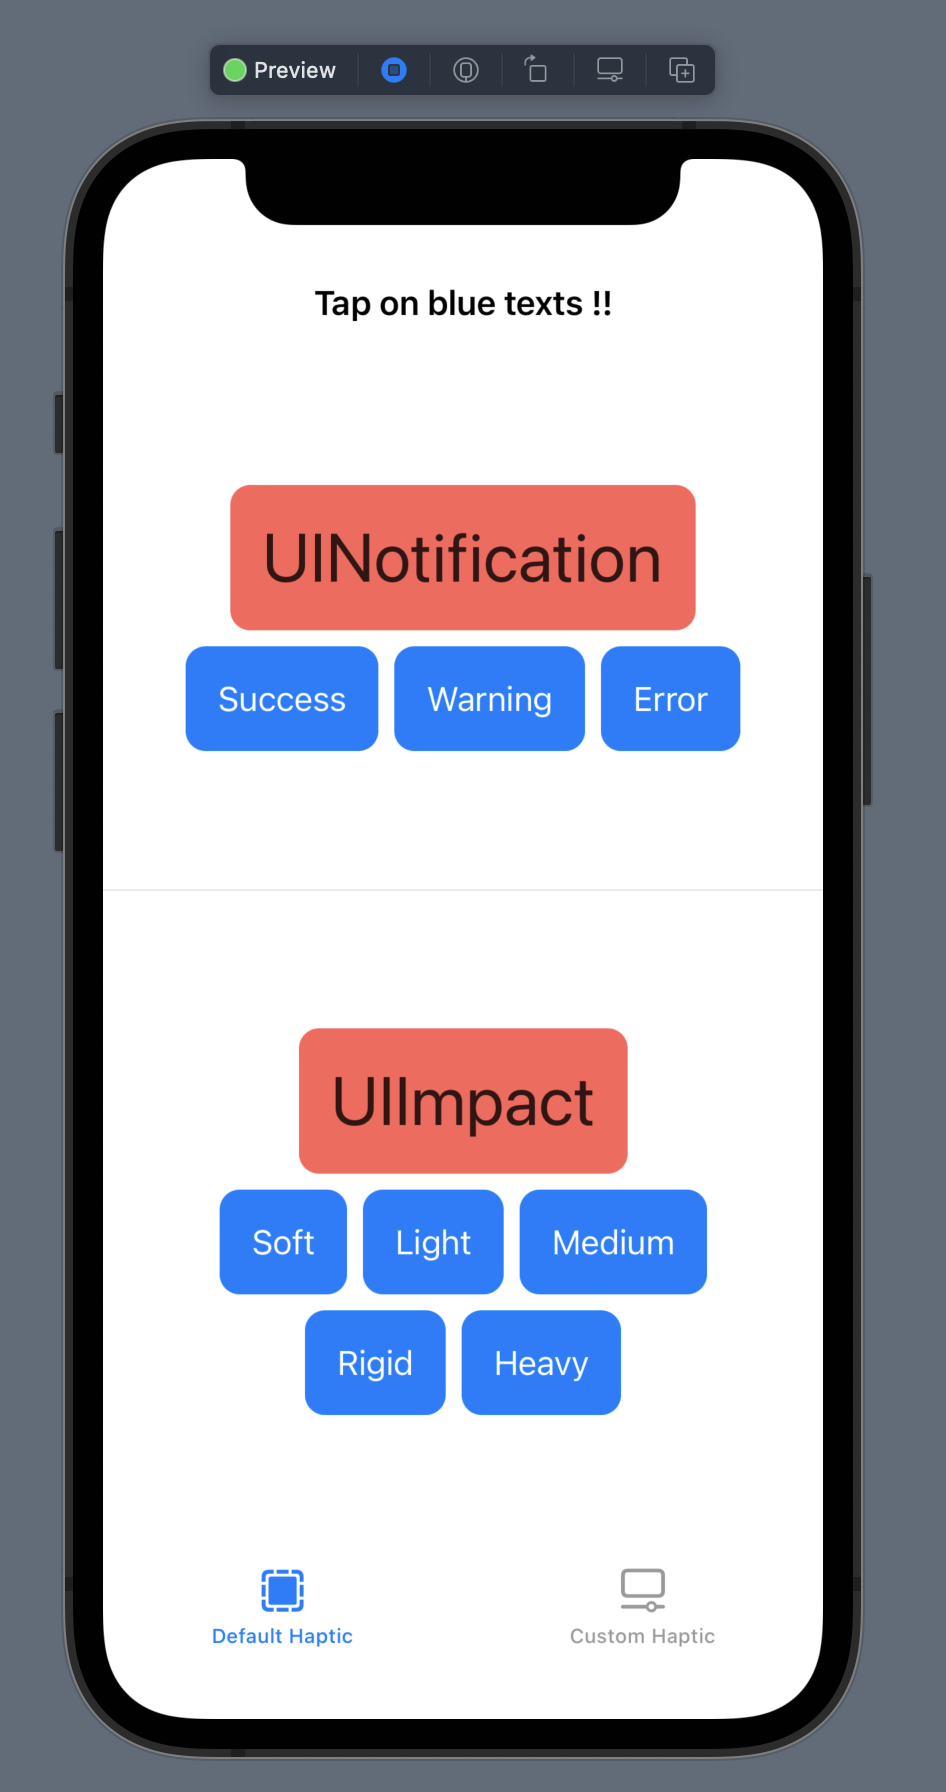 Preview
Tap on blue texts !!
UINotification
Success Warning Error
UIImpact
Soft Light Medium
Rigid Heavy
Default Haptic Custom Haptic